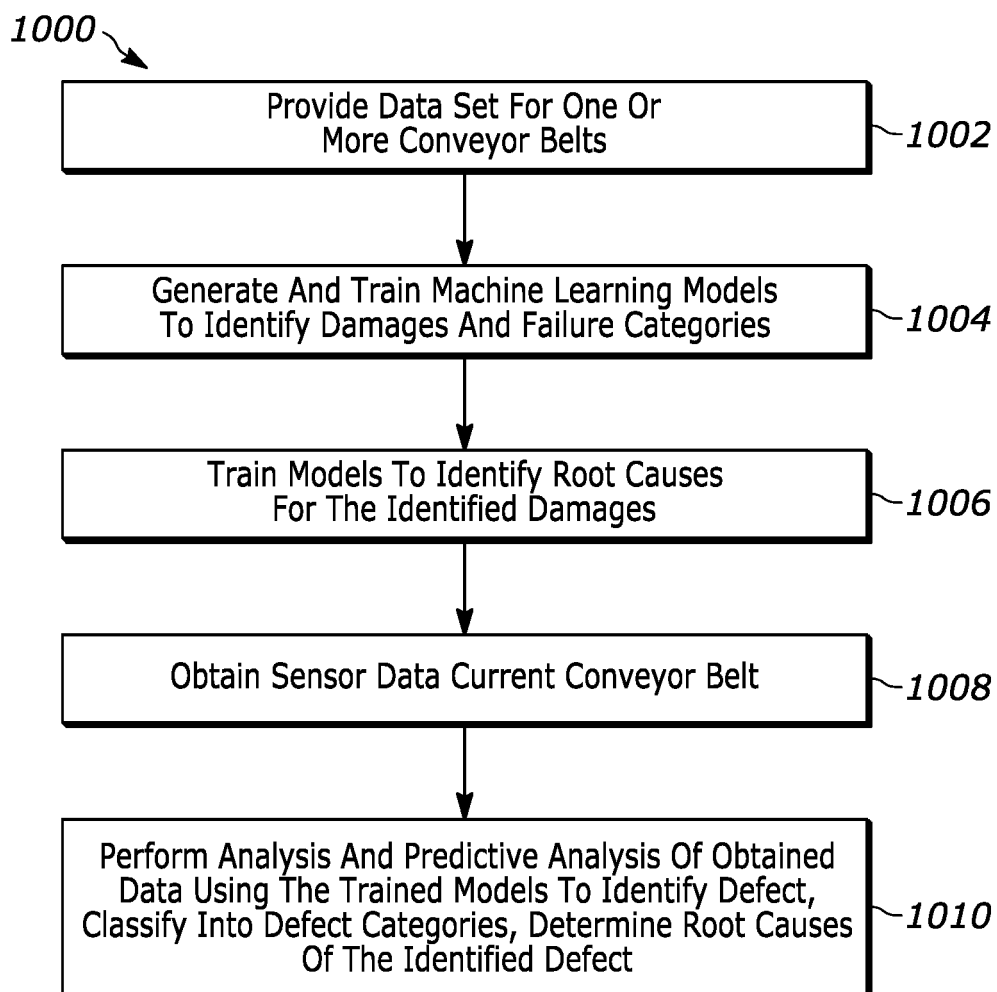 1000
Provide Data Set For One Or
More Conveyor Belts
1002
Generate And Train Machine Learning Models
To Identify Damages And Failure Categories
1004
Train Models To Identify Root Causes
For The Identified Damages
1006
Obtain Sensor Data Current Conveyor Belt
1008
Perform Analysis And Predictive Analysis Of Obtained
Data Using The Trained Models To Identify Defect,
Classify Into Defect Categories, Determine Root Causes
Of The Identified Defect
1010